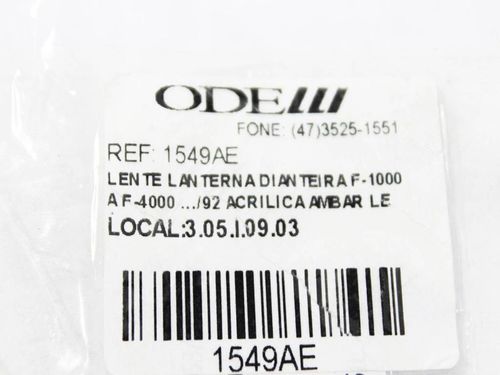 ODElll
FONE: (47)3525-1551
REF: 1549AE
LENTE LANTERNA DIANTEIRA F-1000
A F-4000 .../92 ACRILICA AMBAR LE
LOCAL:3.05.I.09.03
1549AE